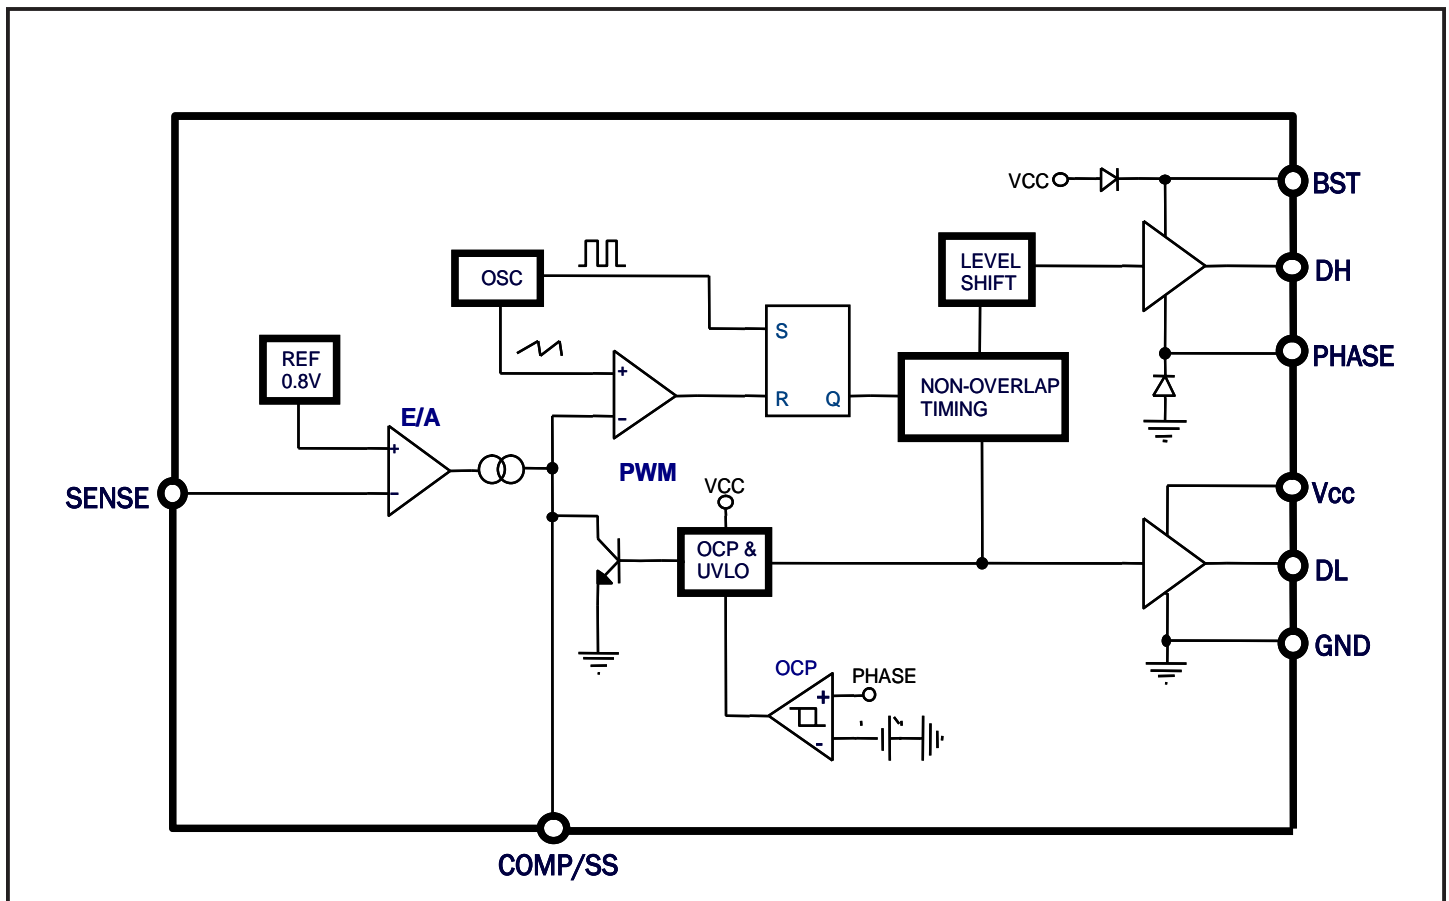 VCC
BST
LEVEL
SHIFT
DH
OSC
S
REF
0.8V
PHASE
+
NON-OVERLAP
TIMING
R
Q
E/A
-
+
PWM
SENSE
-
VCC
Vcc
OCP &
UVLO
DL
GND
OCP
PHASE
+
-
COMP/SS